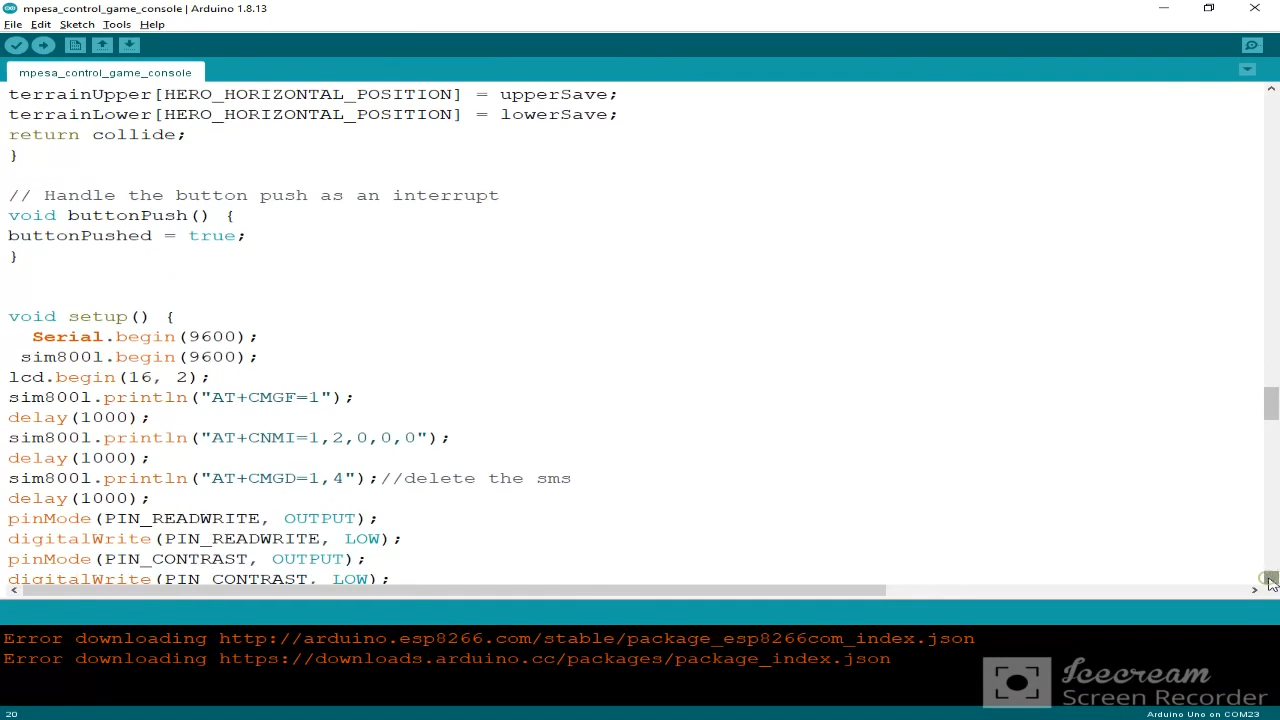 mpesa_control_game_console | Arduino 1.8.13
File Edit Sketch Tools Help
mpesa_control_game_console
terrainUpper[HERO_HORIZONTAL_POSITION] = upperSave;
terrainLower[HERO_HORIZONTAL_POSITION] = lowerSave;
return collide;
}
// Handle the button push as an interrupt
void buttonPush() {
buttonPushed = true;
}
void setup() {
Serial.begin(9600);
sim800l.begin(9600);
lcd.begin(16, 2);
sim800l.println("AT+CMGF=1");
delay(1000);
sim800l.println("AT+CNMI=1,2,0,0,0");
delay(1000);
sim800l.println("AT+CMGD=1,4");//delete the sms
delay(1000);
pinMode(PIN_READWRITE, OUTPUT);
digitalWrite(PIN_READWRITE, LOW);
pinMode(PIN_CONTRAST, OUTPUT);
digitalWrite(PIN_CONTRAST, LOW);
Error downloading http://arduino.esp8266.com/stable/package_esp8266com_index.json
Error downloading https://downloads.arduino.cc/packages/package_index.json
Icecream
Screen Recorder
20
Arduino Uno on COM23